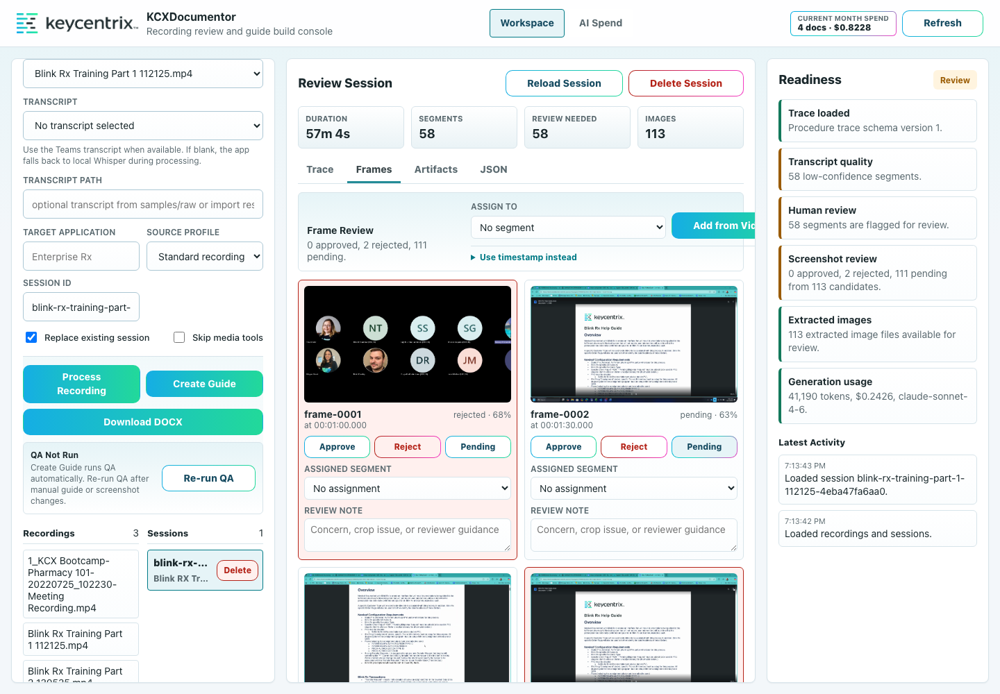 keycentrix™
KCXDocumentor
Recording review and guide build console
Workspace
AI Spend
CURRENT MONTH SPEND
4 docs · $0.8228
Refresh
Blink Rx Training Part 1 112125.mp4
TRANSCRIPT
No transcript selected
Use the Teams transcript when available. If blank, the app
falls back to local Whisper during processing.
TRANSCRIPT PATH
optional transcript from samples/raw or import res
TARGET APPLICATION
SOURCE PROFILE
Enterprise Rx
Standard recording
SESSION ID
blink-rx-training-part-
Replace existing session
Skip media tools
Process
Recording
Create Guide
Download DOCX
QA Not Run
Create Guide runs QA
automatically. Re-run QA after
manual guide or screenshot
changes.
Re-run QA
Recordings 3
1_KCX Bootcamp-
Pharmacy 101-
20220725_102230-
Meeting
Recording.mp4
Blink Rx Training Part
1 112125.mp4
Blink Rx Training Part
Sessions 1
blink-rx-...
Blink RX Tr...
Delete
Review Session
Reload Session
Delete Session
DURATION
57m 4s
SEGMENTS
58
REVIEW NEEDED
58
IMAGES
113
Trace
Frames
Artifacts
JSON
Frame Review
0 approved, 2 rejected, 111
pending.
ASSIGN TO
No segment
Add from Vid
Use timestamp instead
NT
SS
SG
DR
JM
frame-0001
rejected · 68%
at 00:01:00.000
Approve
Reject
Pending
ASSIGNED SEGMENT
No assignment
REVIEW NOTE
Concern, crop issue, or reviewer guidance
keycentrix.
Blink Rx Help Guide
Overview
Needed Configuration Requirements
frame-0002
pending · 63%
at 00:01:30.000
Approve
Reject
Pending
ASSIGNED SEGMENT
No assignment
REVIEW NOTE
Concern, crop issue, or reviewer guidance
Overview
Needed Configuration Requirements
Blink Rx Transactions
keycentrix.
Blink Rx Help Guide
Overview
Needed Configuration Requirements
Readiness
Review
Trace loaded
Procedure trace schema version 1.
Transcript quality
58 low-confidence segments.
Human review
58 segments are flagged for review.
Screenshot review
0 approved, 2 rejected, 111 pending
from 113 candidates.
Extracted images
113 extracted image files available for
review.
Generation usage
41,190 tokens, $0.2426, claude-sonnet-
4-6.
Latest Activity
7:13:43 PM
Loaded session blink-rx-training-part-1-
112125-4eba47fa6aa0.
7:13:42 PM
Loaded recordings and sessions.